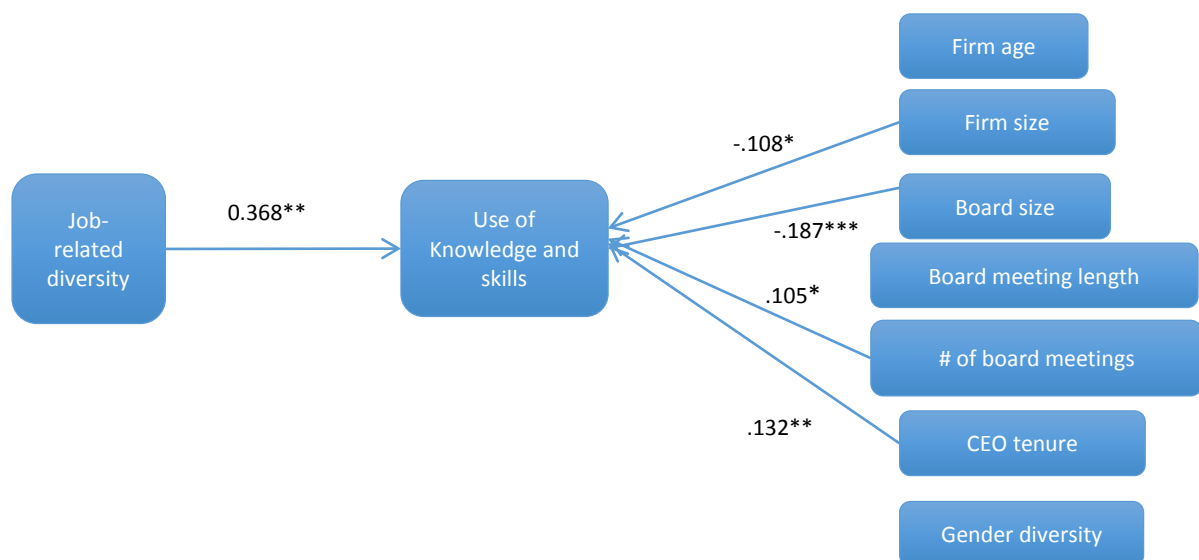 Firm age
Firm size
-.108*
Job-
related
diversity
0.368**
Use of
Knowledge and
skills
Board size
-.187***
Board meeting length
.105*
# of board meetings
.132**
CEO tenure
Gender diversity